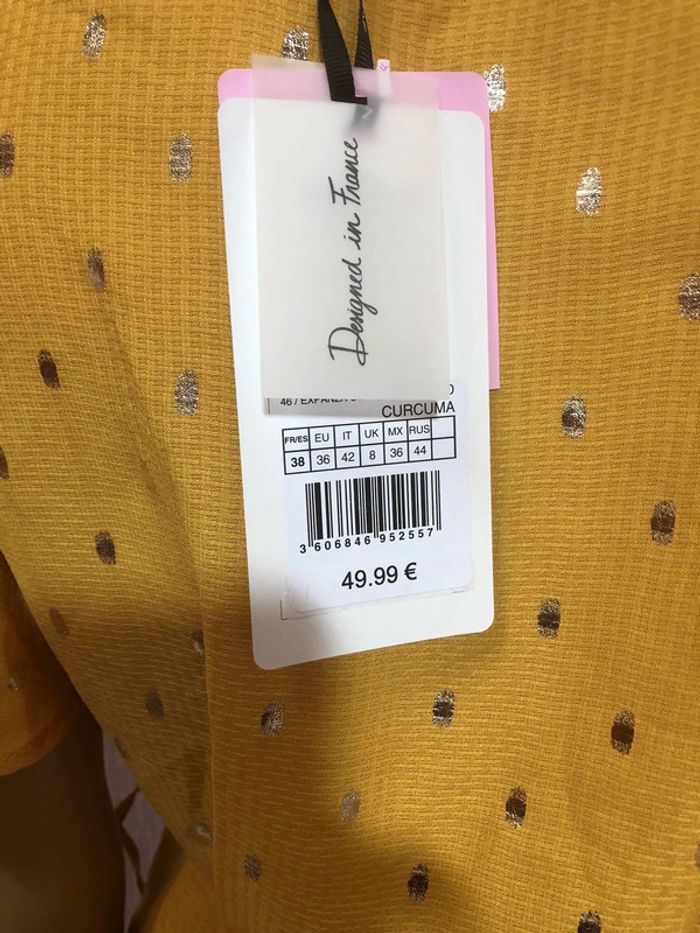 Designed in France
46 /
CURCUMA
FR/ES EU IT UK MX RUS
38 36 42 8 36 44
3 606846 952557
49.99 €